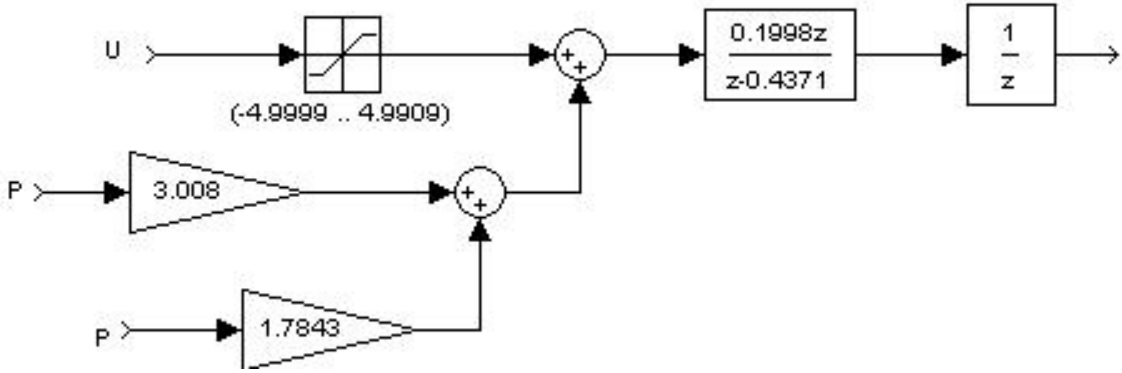 U
(-4.9999 .. 4.9909)
+
+
0.1998z
z-0.4371
1
z
P
3.008
+
+
P
1.7843